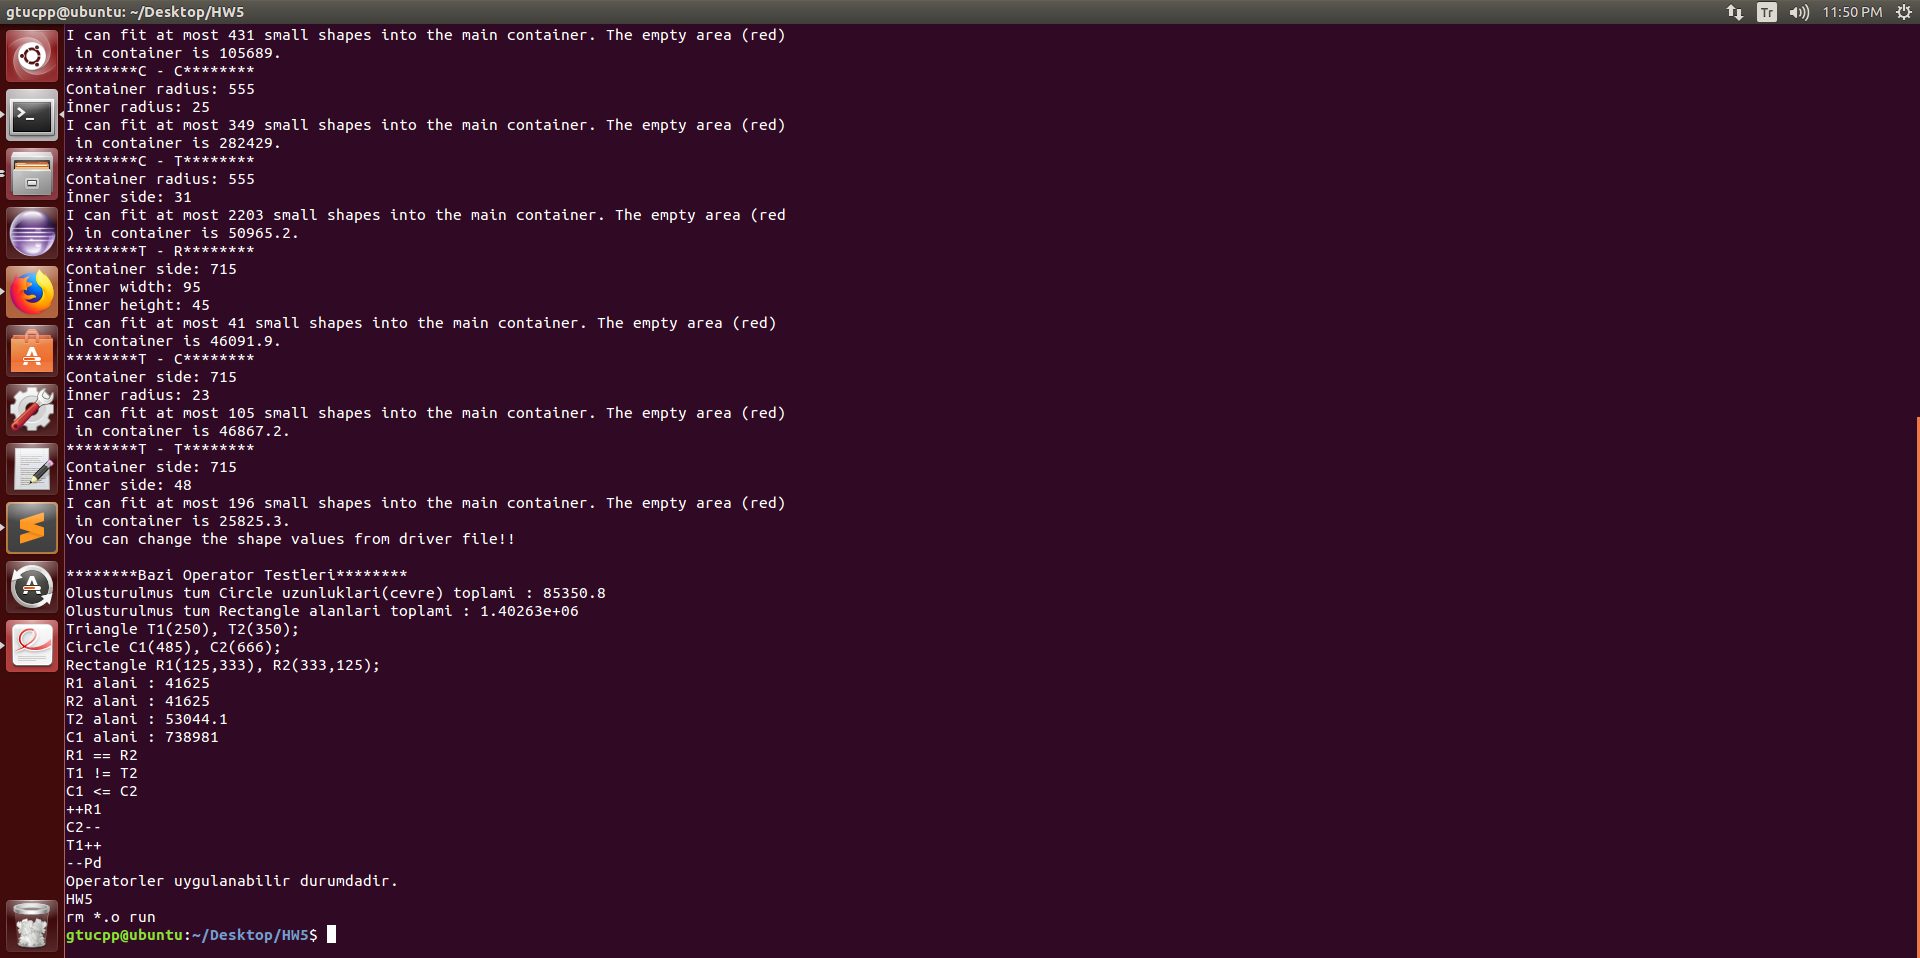 gtucpp@ubuntu: ~/Desktop/HW5
Tr
11:50 PM
I can fit at most 431 small shapes into the main container. The empty area (red)
 in container is 105689.
********C - C********
Container radius: 555
İnner radius: 25
I can fit at most 349 small shapes into the main container. The empty area (red)
 in container is 282429.
********C - T********
Container radius: 555
İnner side: 31
I can fit at most 2203 small shapes into the main container. The empty area (red
) in container is 50965.2.
********T - R********
Container side: 715
İnner width: 95
İnner height: 45
I can fit at most 41 small shapes into the main container. The empty area (red)
in container is 46091.9.
********T - C********
Container side: 715
İnner radius: 23
I can fit at most 105 small shapes into the main container. The empty area (red)
 in container is 46867.2.
********T - T********
Container side: 715
İnner side: 48
I can fit at most 196 small shapes into the main container. The empty area (red)
 in container is 25825.3.
You can change the shape values from driver file!!

********Bazi Operator Testleri********
Olusturulmus tum Circle uzunluklari(cevre) toplami : 85350.8
Olusturulmus tum Rectangle alanlari toplami : 1.40263e+06
Triangle T1(250), T2(350);
Circle C1(485), C2(666);
Rectangle R1(125,333), R2(333,125);
R1 alani : 41625
R2 alani : 41625
T2 alani : 53044.1
C1 alani : 738981
R1 == R2
T1 != T2
C1 <= C2
++R1
C2--
T1++
--Pd
Operatorler uygulanabilir durumdadir.
HW5
rm *.o run
gtucpp@ubuntu:~/Desktop/HW5$